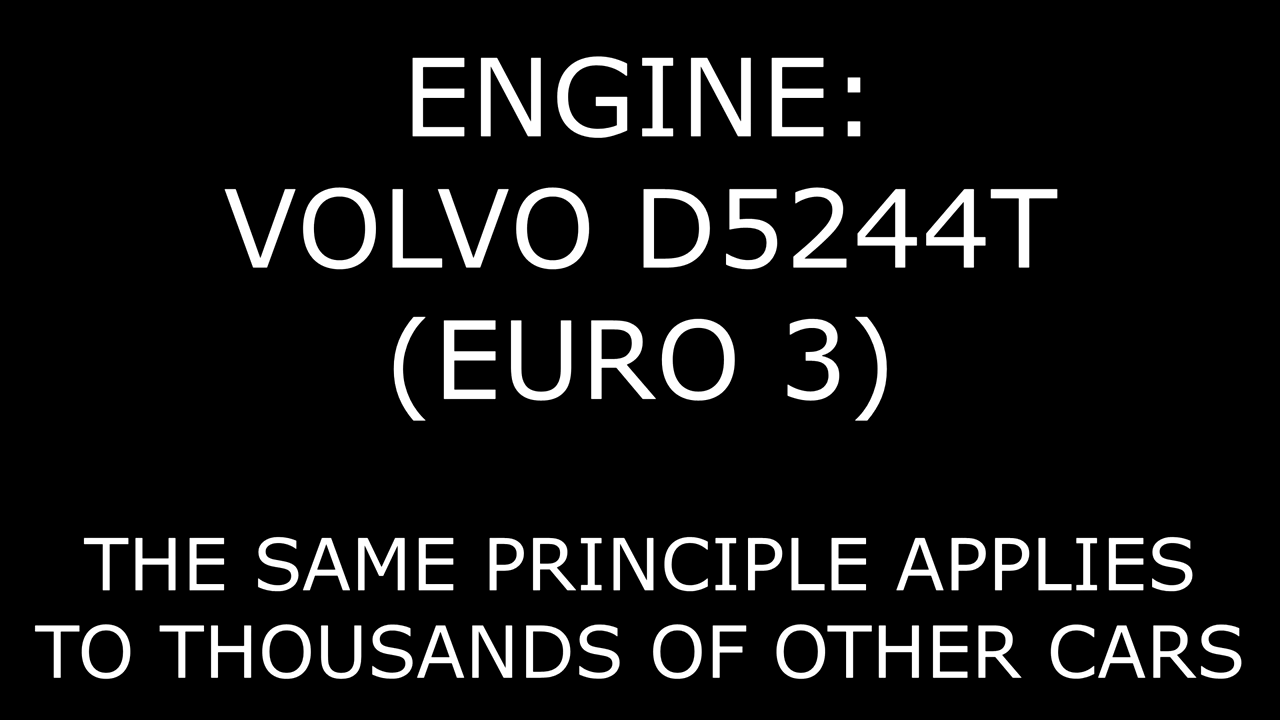 ENGINE:
VOLVO D5244T
(EURO 3)
THE SAME PRINCIPLE APPLIES
TO THOUSANDS OF OTHER CARS